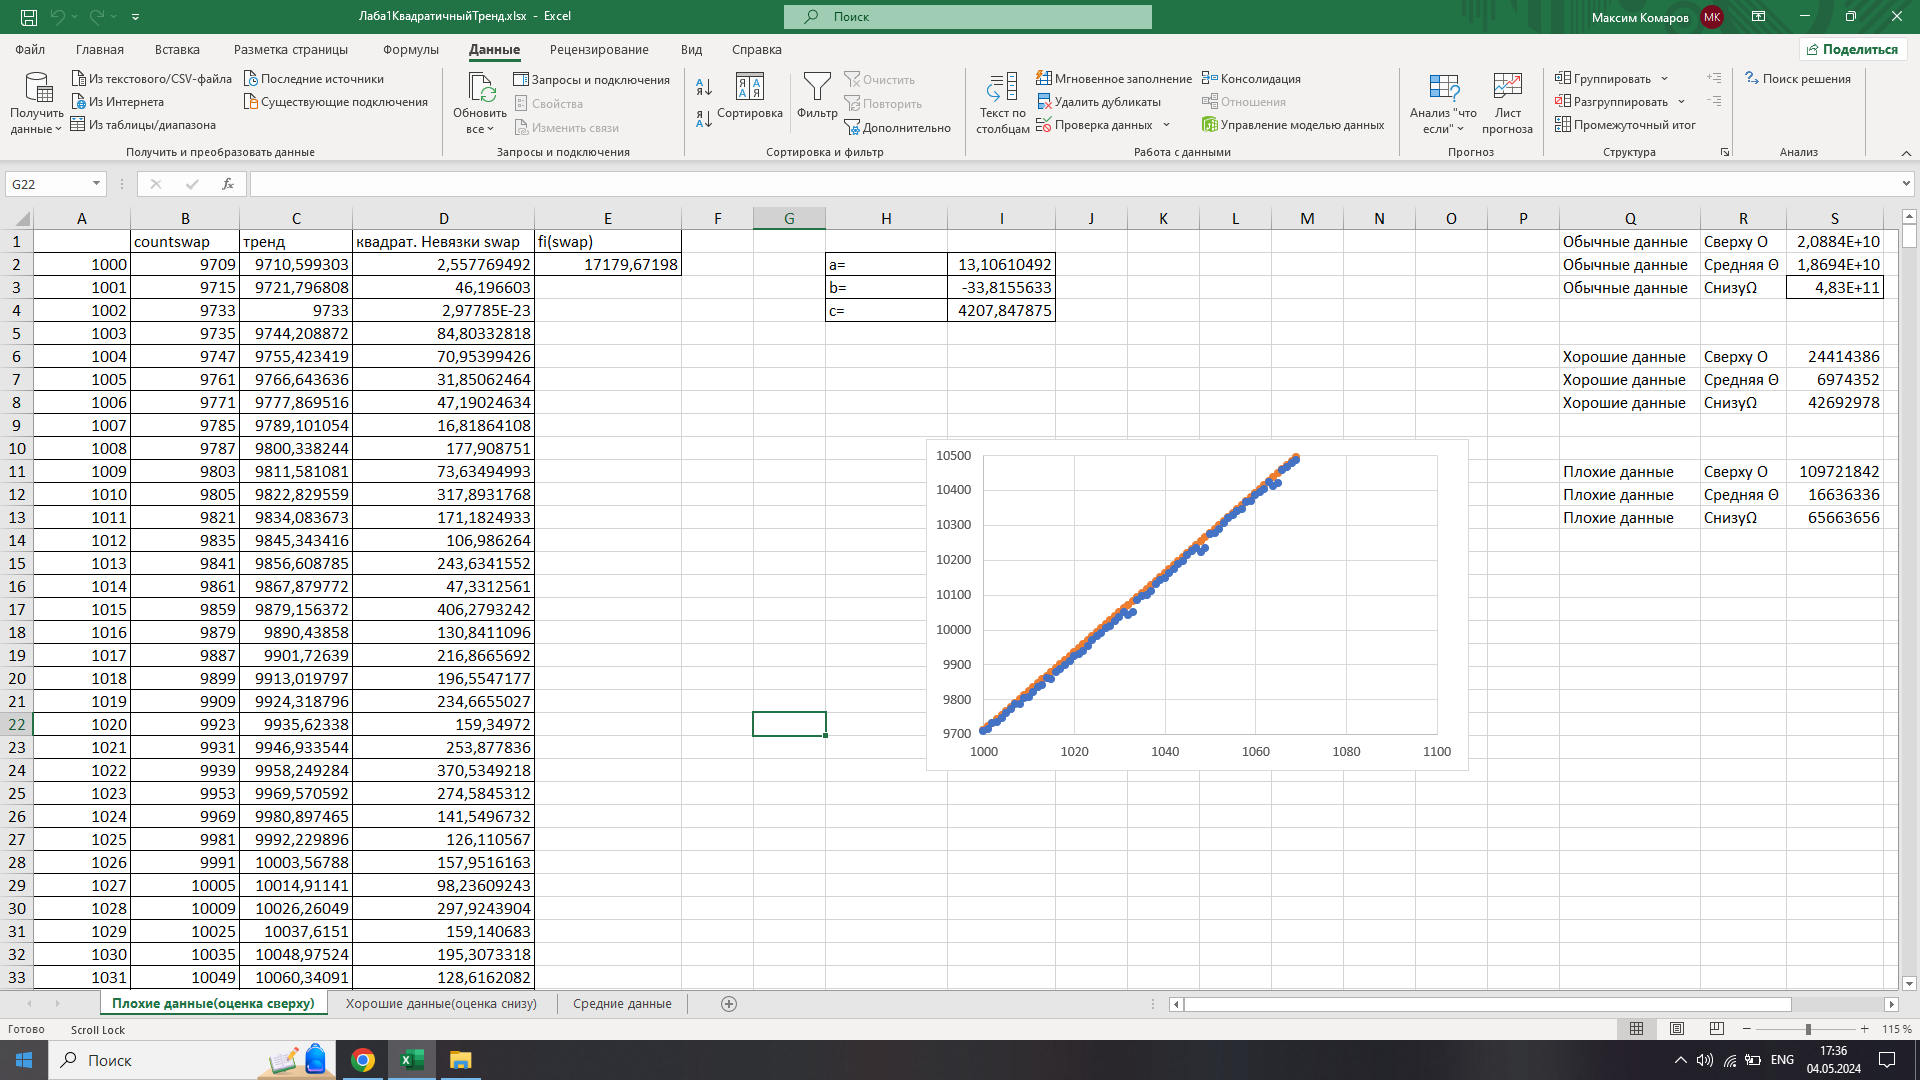 Лаба1КвадратичныйТренд.xlsx - Excel
Поиск
Максим Комаров
МК
Файл Главная Вставка Разметка страницы Формулы Данные Рецензирование Вид Справка
Поделиться
Получить данные
Из текстового/CSV-файла
Из Интернета
Из таблицы/диапазона
Последние источники
Существующие подключения
Получить и преобразовать данные
Обновить все
Запросы и подключения
Свойства
Изменить связи
Запросы и подключения
Сортировка
Фильтр
Очистить
Повторить
Дополнительно
Сортировка и фильтр
Текст по столбцам
Мгновенное заполнение
Удалить дубликаты
Проверка данных
Консолидация
Отношения
Управление моделью данных
Работа с данными
Анализ "что если"
Лист прогноза
Прогноз
Группировать
Разгруппировать
Промежуточный итог
Структура
Поиск решения
Анализ
G22
fx
A B C D E F G H I J K L M N O P Q R S
1 countswap тренд квадрат. Невязки swap fi(swap) Обычные данные Сверху О 2,0884E+10
2 1000 9709 9710,599303 2,557769492 17179,67198 a= 13,10610492 Обычные данные Средняя Θ 1,8694E+10
3 1001 9715 9721,796808 46,196603 b= -33,8155633 Обычные данные СнизуΩ 4,83E+11
4 1002 9733 9733 2,97785E-23 c= 4207,847875
5 1003 9735 9744,208872 84,80332818
6 1004 9747 9755,423419 70,95399426 Хорошие данные Сверху О 24414386
7 1005 9761 9766,643636 31,85062464 Хорошие данные Средняя Θ 6974352
8 1006 9771 9777,869516 47,19024634 Хорошие данные СнизуΩ 42692978
9 1007 9785 9789,101054 16,81864108
10 1008 9787 9800,338244 177,908751
11 1009 9803 9811,581081 73,63494993 Плохие данные Сверху О 109721842
12 1010 9805 9822,829559 317,8931768 Плохие данные Средняя Θ 16636336
13 1011 9821 9834,083673 171,1824933 Плохие данные СнизуΩ 65663656
14 1012 9835 9845,343416 106,986264
15 1013 9841 9856,608785 243,6341552
16 1014 9861 9867,879772 47,3312561
17 1015 9859 9879,156372 406,2793242
18 1016 9879 9890,43858 130,8411096
19 1017 9887 9901,72639 216,8665692
20 1018 9899 9913,019797 196,5547177
21 1019 9909 9924,318796 234,6655027
22 1020 9923 9935,62338 159,34972
23 1021 9931 9946,933544 253,877836
24 1022 9939 9958,249284 370,5349218
25 1023 9953 9969,570592 274,5845312
26 1024 9969 9980,897465 141,5496732
27 1025 9981 9992,229896 126,110567
28 1026 9991 10003,56788 157,9516163
29 1027 10005 10014,91141 98,23609243
30 1028 10009 10026,26049 297,9243904
31 1029 10025 10037,6151 159,140683
32 1030 10035 10048,97524 195,3073318
33 1031 10049 10060,34091 128,6162082
10500
10400
10300
10200
10100
10000
9900
9800
9700
1000 1020 1040 1060 1080 1100
Плохие данные(оценка сверху) Хорошие данные(оценка снизу) Средние данные
Готово Scroll Lock
115 %
Поиск
ENG
17:36
04.05.2024